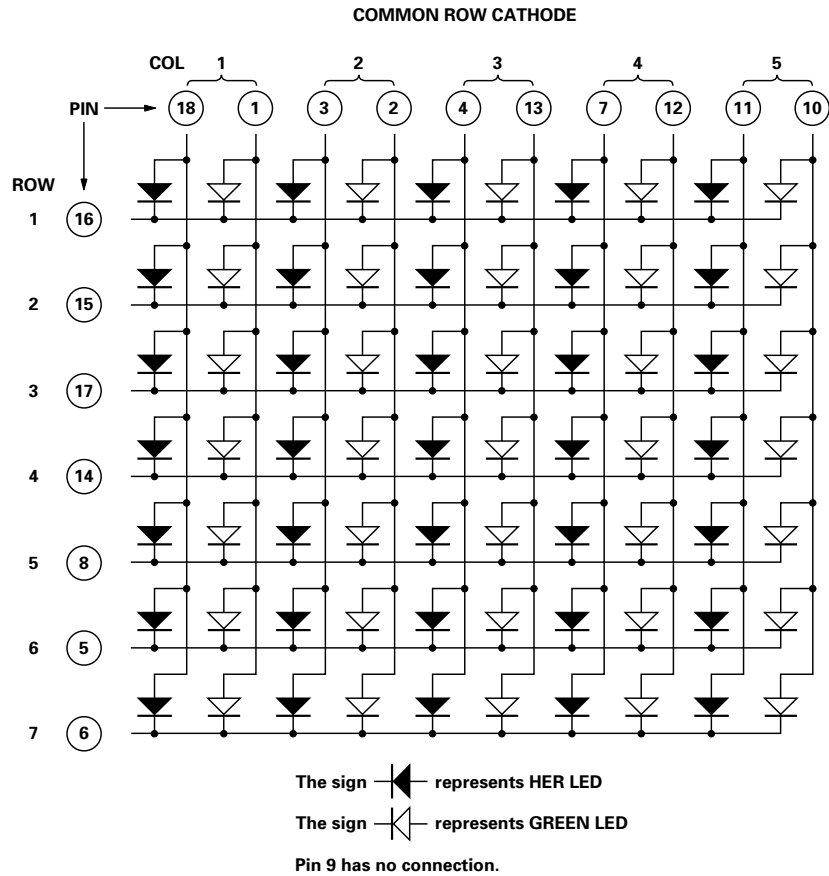 COMMON ROW CATHODE
COL 1 2 3 4 5
PIN 18 1 3 2 4 13 7 12 11 10
ROW
1 16
2 15
3 17
4 14
5 8
6 5
7 6
The sign represents HER LED
The sign represents GREEN LED
Pin 9 has no connection.